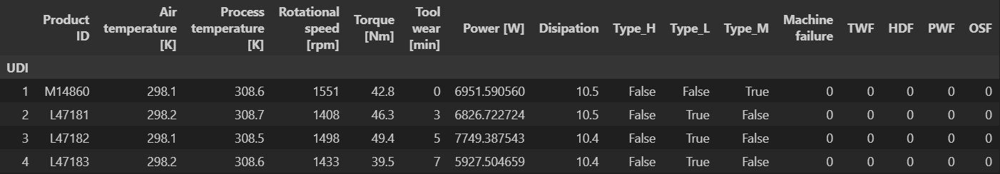 Product ID Air temperature [K] Process temperature [K] Rotational speed [rpm] Torque [Nm] Tool wear [min] Power [W] Disipation Type_H Type_L Type_M Machine failure TWF HDF PWF OSF
UDI
1 M14860 298.1 308.6 1551 42.8 0 6951.590560 10.5 False False True 0 0 0 0 0
2 L47181 298.2 308.7 1408 46.3 3 6826.722724 10.5 False True False 0 0 0 0 0
3 L47182 298.1 308.5 1498 49.4 5 7749.387543 10.4 False True False 0 0 0 0 0
4 L47183 298.2 308.6 1433 39.5 7 5927.504659 10.4 False True False 0 0 0 0 0